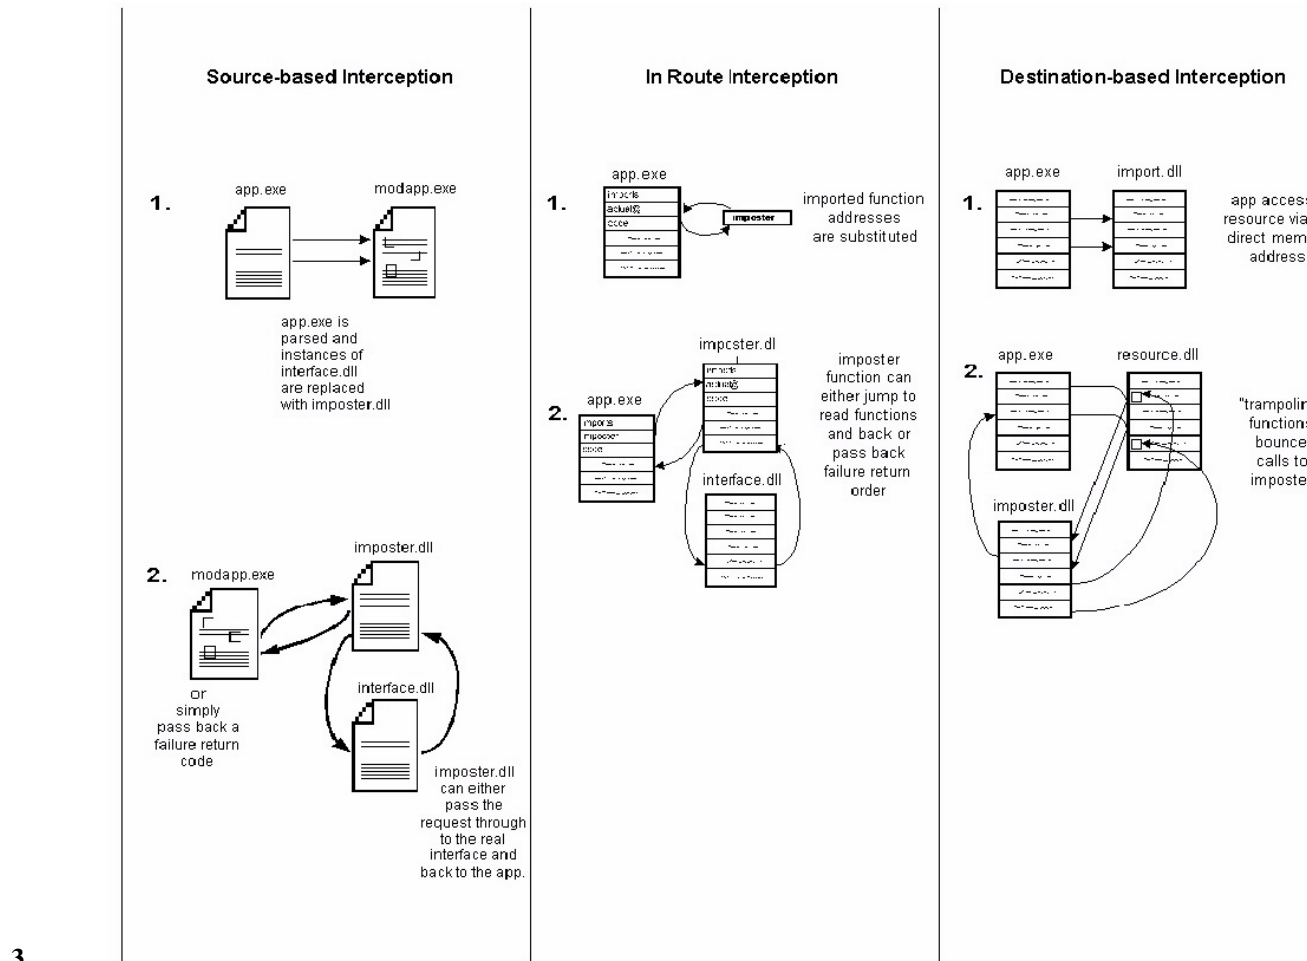 Source-based Interception
1.
app.exe
modapp.exe
app.exe is
parsed and
instances of
interface.dll
are replaced
with imposter.dll
2.
modapp.exe
imposter.dll
interface.dll
or
simply
pass back a
failure return
code
imposter.dll
can either
pass the
request through
to the real
interface and
back to the app.
In Route Interception
1.
app.exe
imports
actual@
code
imposter
imported function
addresses
are substituted
2.
app.exe
imports
imposter
code
imposter.dl
imports
actual@
code
interface.dll
imposter
function can
either jump to
read functions
and back or
pass back
failure return
order
Destination-based Interception
1.
app.exe
import.dll
app access
resource via
direct mem
address
2.
app.exe
resource.dll
imposter.dll
"trampolin
functions
bounce
calls to
imposte
3